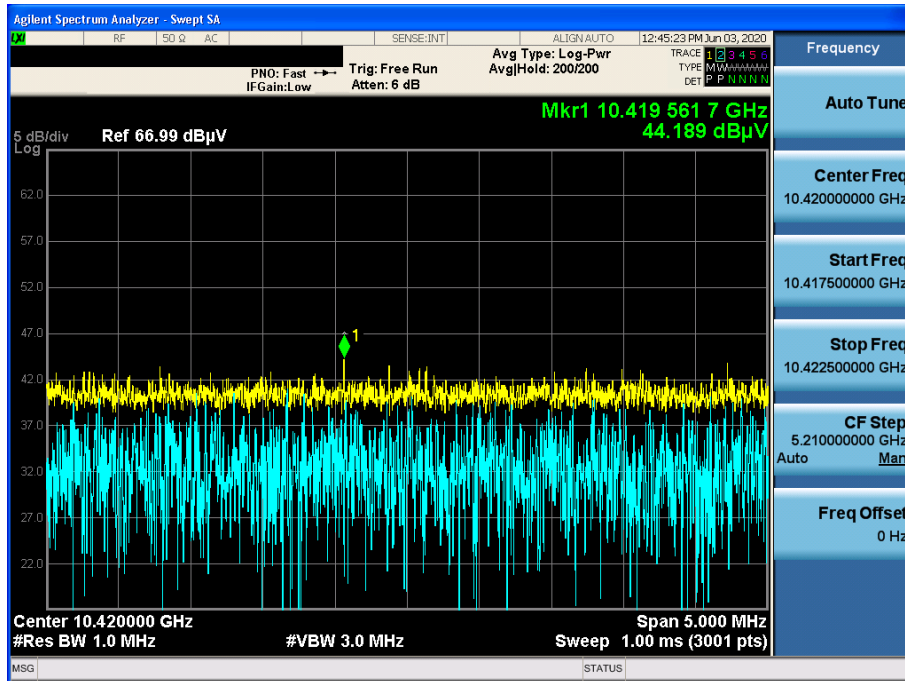 Agilent Spectrum Analyzer - Swept SA
LXI RF 50 Ω AC SENSE:INT ALIGN AUTO 12:45:23 PM Jun 03, 2020
Frequency
PNO: Fast Trig: Free Run Avg Type: Log-Pwr TRACE 1 2 3 4 5 6
IFGain:Low Atten: 6 dB Avg|Hold: 200/200 TYPE M W
DET P P N N N N
Auto Tune
Mkr1 10.419 561 7 GHz
5 dB/div Ref 66.99 dBµV 44.189 dBµV
Log
Center Freq
10.420000000 GHz
62.0
57.0
Start Freq
10.417500000 GHz
52.0
47.0
1
Stop Freq
10.422500000 GHz
42.0
37.0
CF Step
5.210000000 GHz
Auto Man
32.0
27.0
Freq Offset
0 Hz
22.0
Center 10.420000 GHz Span 5.000 MHz
#Res BW 1.0 MHz #VBW 3.0 MHz Sweep 1.00 ms (3001 pts)
MSG STATUS